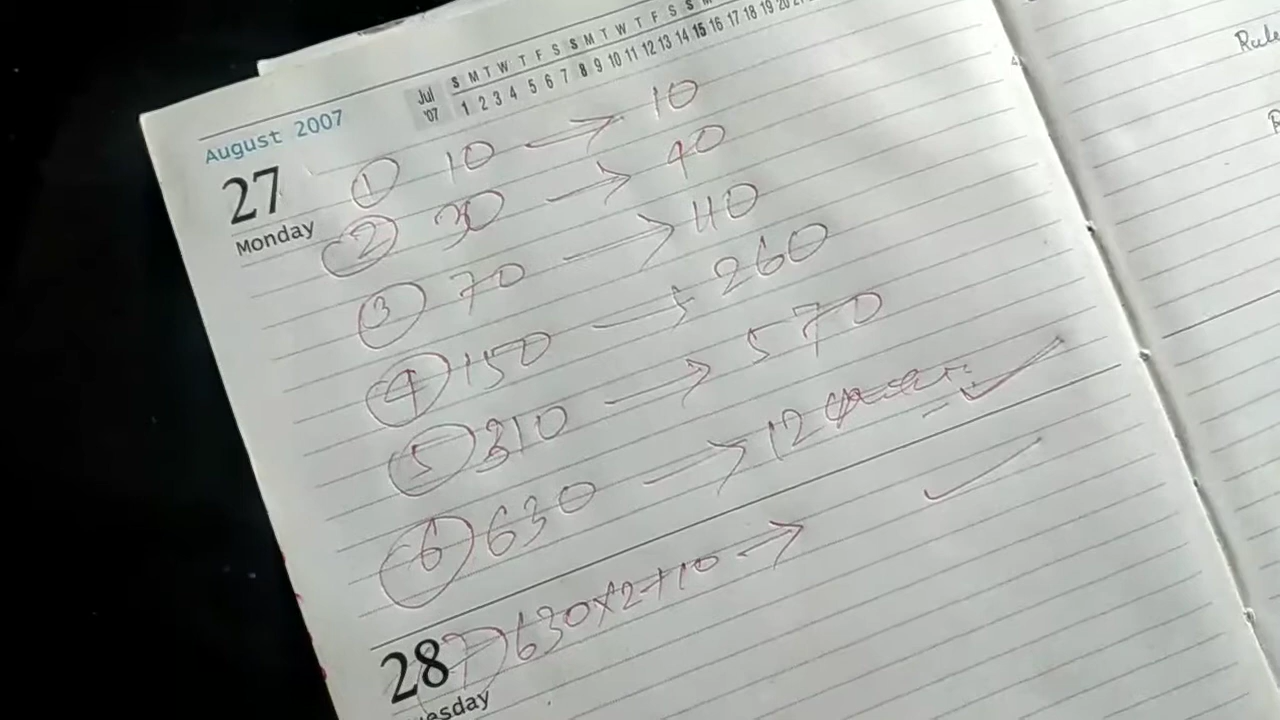 Jul '07 S M T W T F S S M T W T F S S M
1 2 3 4 5 6 7 8 9 10 11 12 13 14 15 16 17 18 19 20
August 2007
27 Monday
① 10 → 10
② 30 → 40
③ 70 → 110
④ 150 → 260
⑤ 310 → 570
⑥ 630 → 12
28
7) 630×2+10 →
Rule